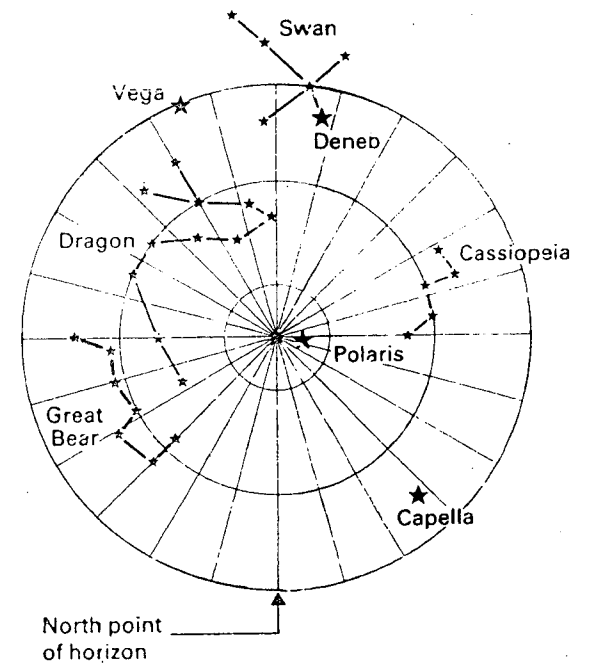 Swan
Vega
Deneb
Dragon
Cassiopeia
Polaris
Great
Bear
Capella
North point
of horizon